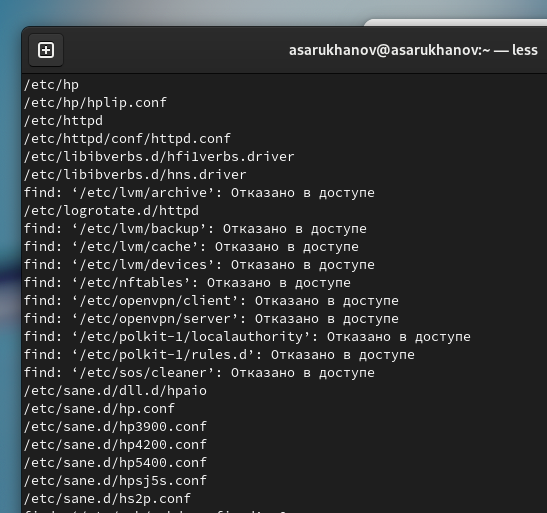 asarukhanov@asarukhanov:~ — less
/etc/hp
/etc/hp/hplip.conf
/etc/httpd
/etc/httpd/conf/httpd.conf
/etc/libibverbs.d/hfi1verbs.driver
/etc/libibverbs.d/hns.driver
find: ‘/etc/lvm/archive’: Отказано в доступе
/etc/logrotate.d/httpd
find: ‘/etc/lvm/backup’: Отказано в доступе
find: ‘/etc/lvm/cache’: Отказано в доступе
find: ‘/etc/lvm/devices’: Отказано в доступе
find: ‘/etc/nftables’: Отказано в доступе
find: ‘/etc/openvpn/client’: Отказано в доступе
find: ‘/etc/openvpn/server’: Отказано в доступе
find: ‘/etc/polkit-1/localauthority’: Отказано в доступе
find: ‘/etc/polkit-1/rules.d’: Отказано в доступе
find: ‘/etc/sos/cleaner’: Отказано в доступе
/etc/sane.d/dll.d/hpaio
/etc/sane.d/hp.conf
/etc/sane.d/hp3900.conf
/etc/sane.d/hp4200.conf
/etc/sane.d/hp5400.conf
/etc/sane.d/hpsj5s.conf
/etc/sane.d/hs2p.conf